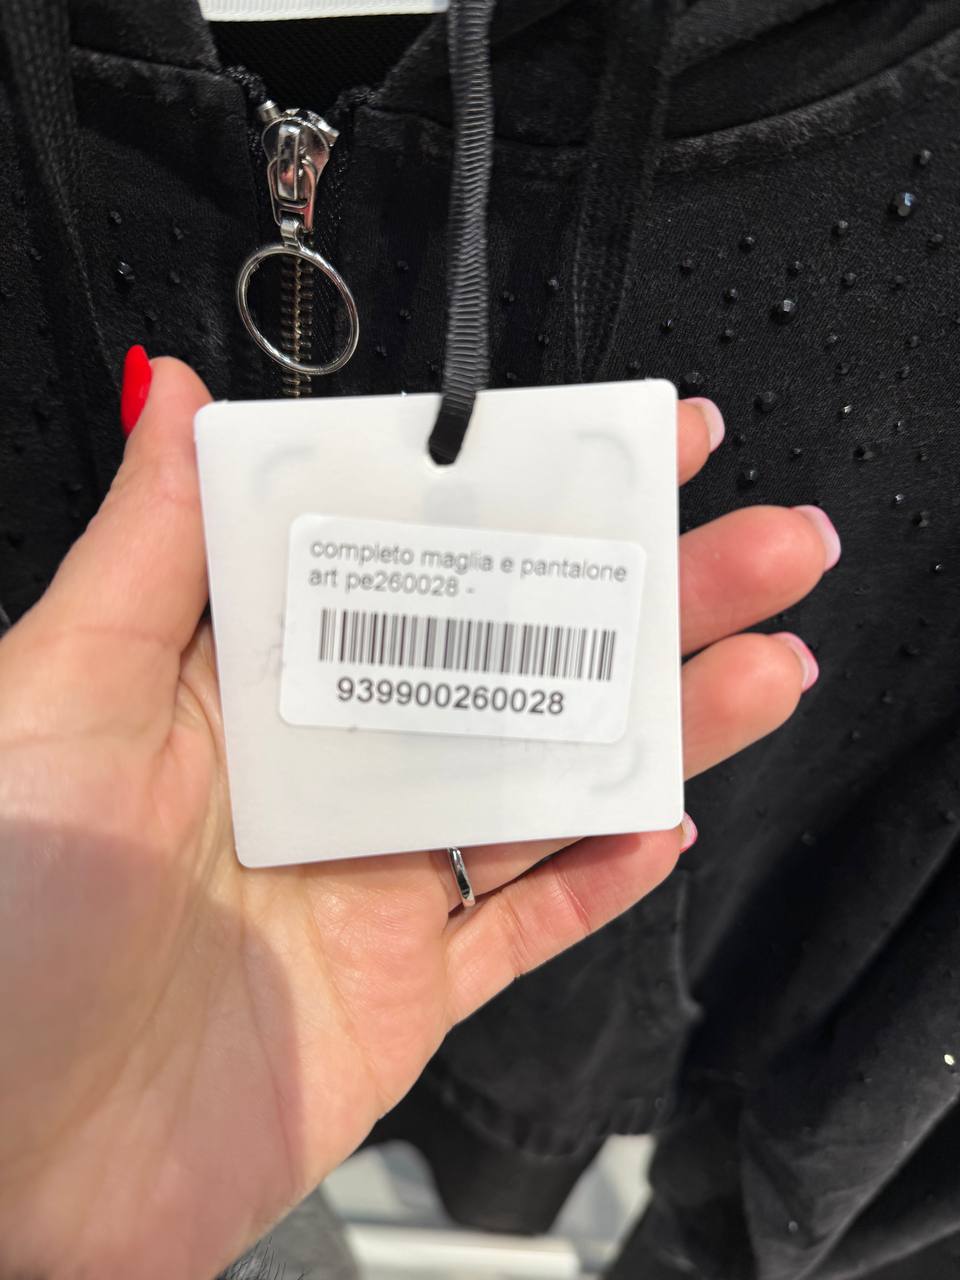 completo maglia e pantalone
art pe260028 -
939900260028